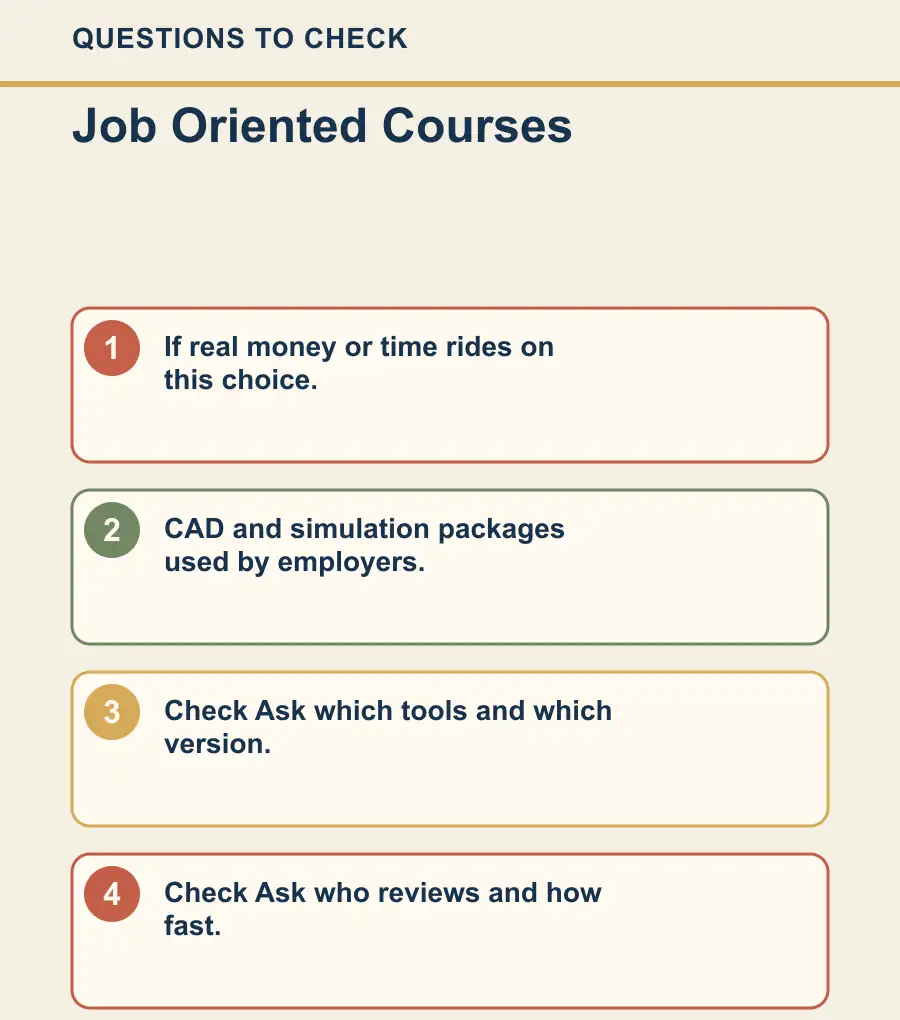 QUESTIONS TO CHECK
Job Oriented Courses
1
If real money or time rides on
this choice.
2
CAD and simulation packages
used by employers.
3
Check Ask which tools and which
version.
4
Check Ask who reviews and how
fast.